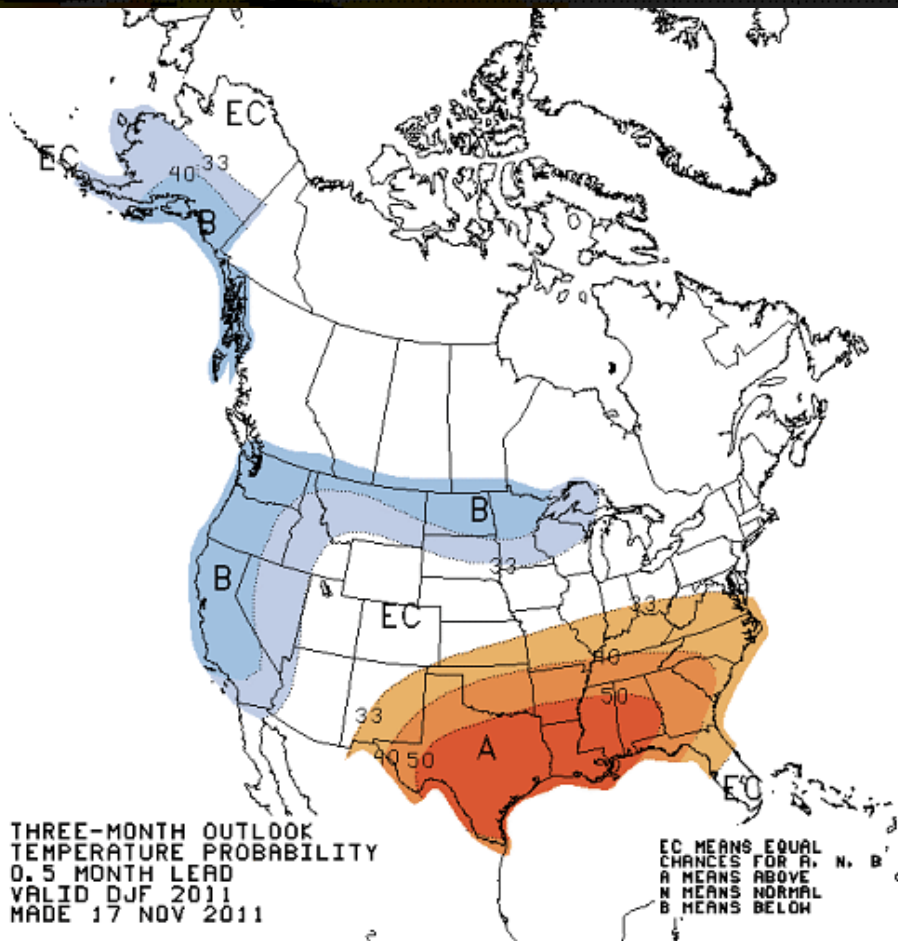 EC
EC
33
40
B
B
33
B
EC
33
40
50
33
A
40 50
EC
THREE-MONTH OUTLOOK
TEMPERATURE PROBABILITY
0.5 MONTH LEAD
VALID DJF 2011
MADE 17 NOV 2011
EC MEANS EQUAL
CHANCES FOR A, N, B
A MEANS ABOVE
N MEANS NORMAL
B MEANS BELOW